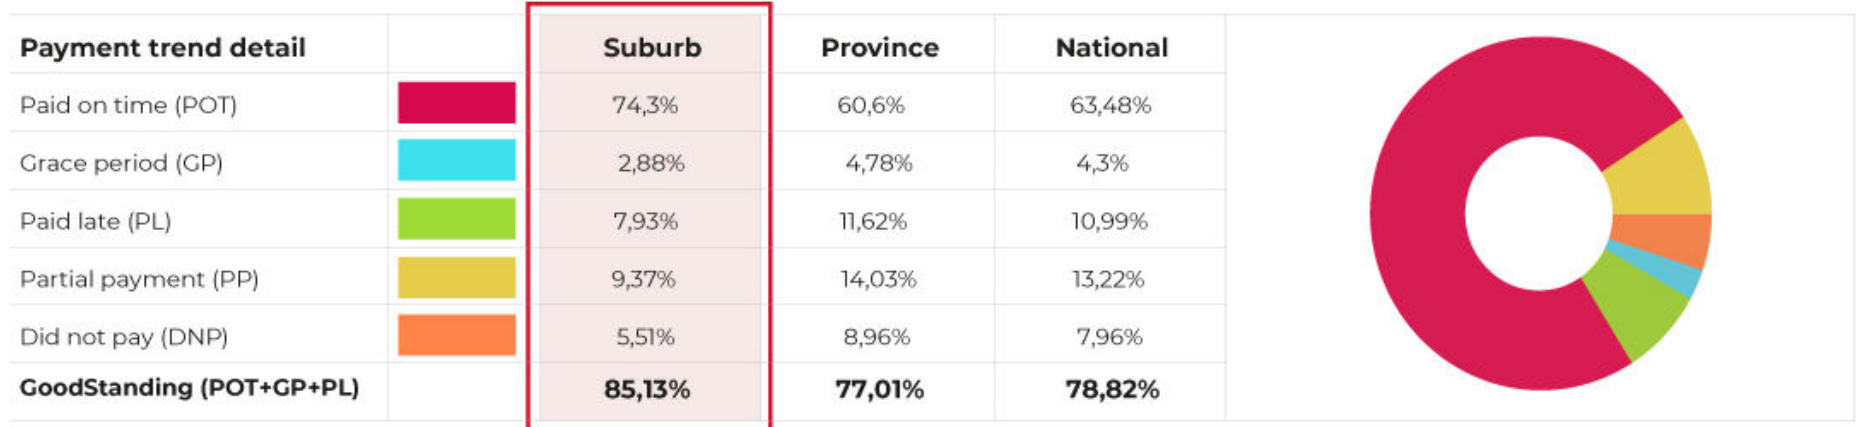 Payment trend detail Suburb Province National
Paid on time (POT) 74,3% 60,6% 63,48%
Grace period (GP) 2,88% 4,78% 4,3%
Paid late (PL) 7,93% 11,62% 10,99%
Partial payment (PP) 9,37% 14,03% 13,22%
Did not pay (DNP) 5,51% 8,96% 7,96%
GoodStanding (POT+GP+PL) 85,13% 77,01% 78,82%